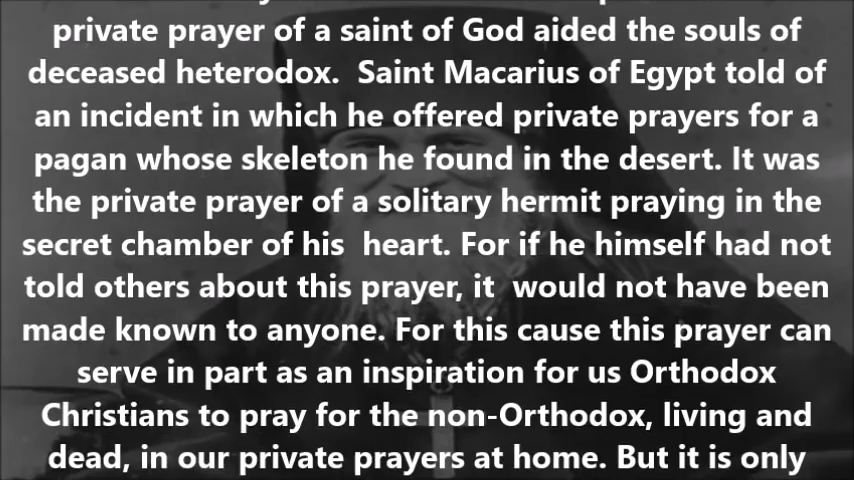 private prayer of a saint of God aided the souls of
deceased heterodox.  Saint Macarius of Egypt told of
an incident in which he offered private prayers for a
pagan whose skeleton he found in the desert. It was
the private prayer of a solitary hermit praying in the
secret chamber of his  heart. For if he himself had not
told others about this prayer, it  would not have been
made known to anyone. For this cause this prayer can
serve in part as an inspiration for us Orthodox
Christians to pray for the non-Orthodox, living and
dead, in our private prayers at home. But it is only